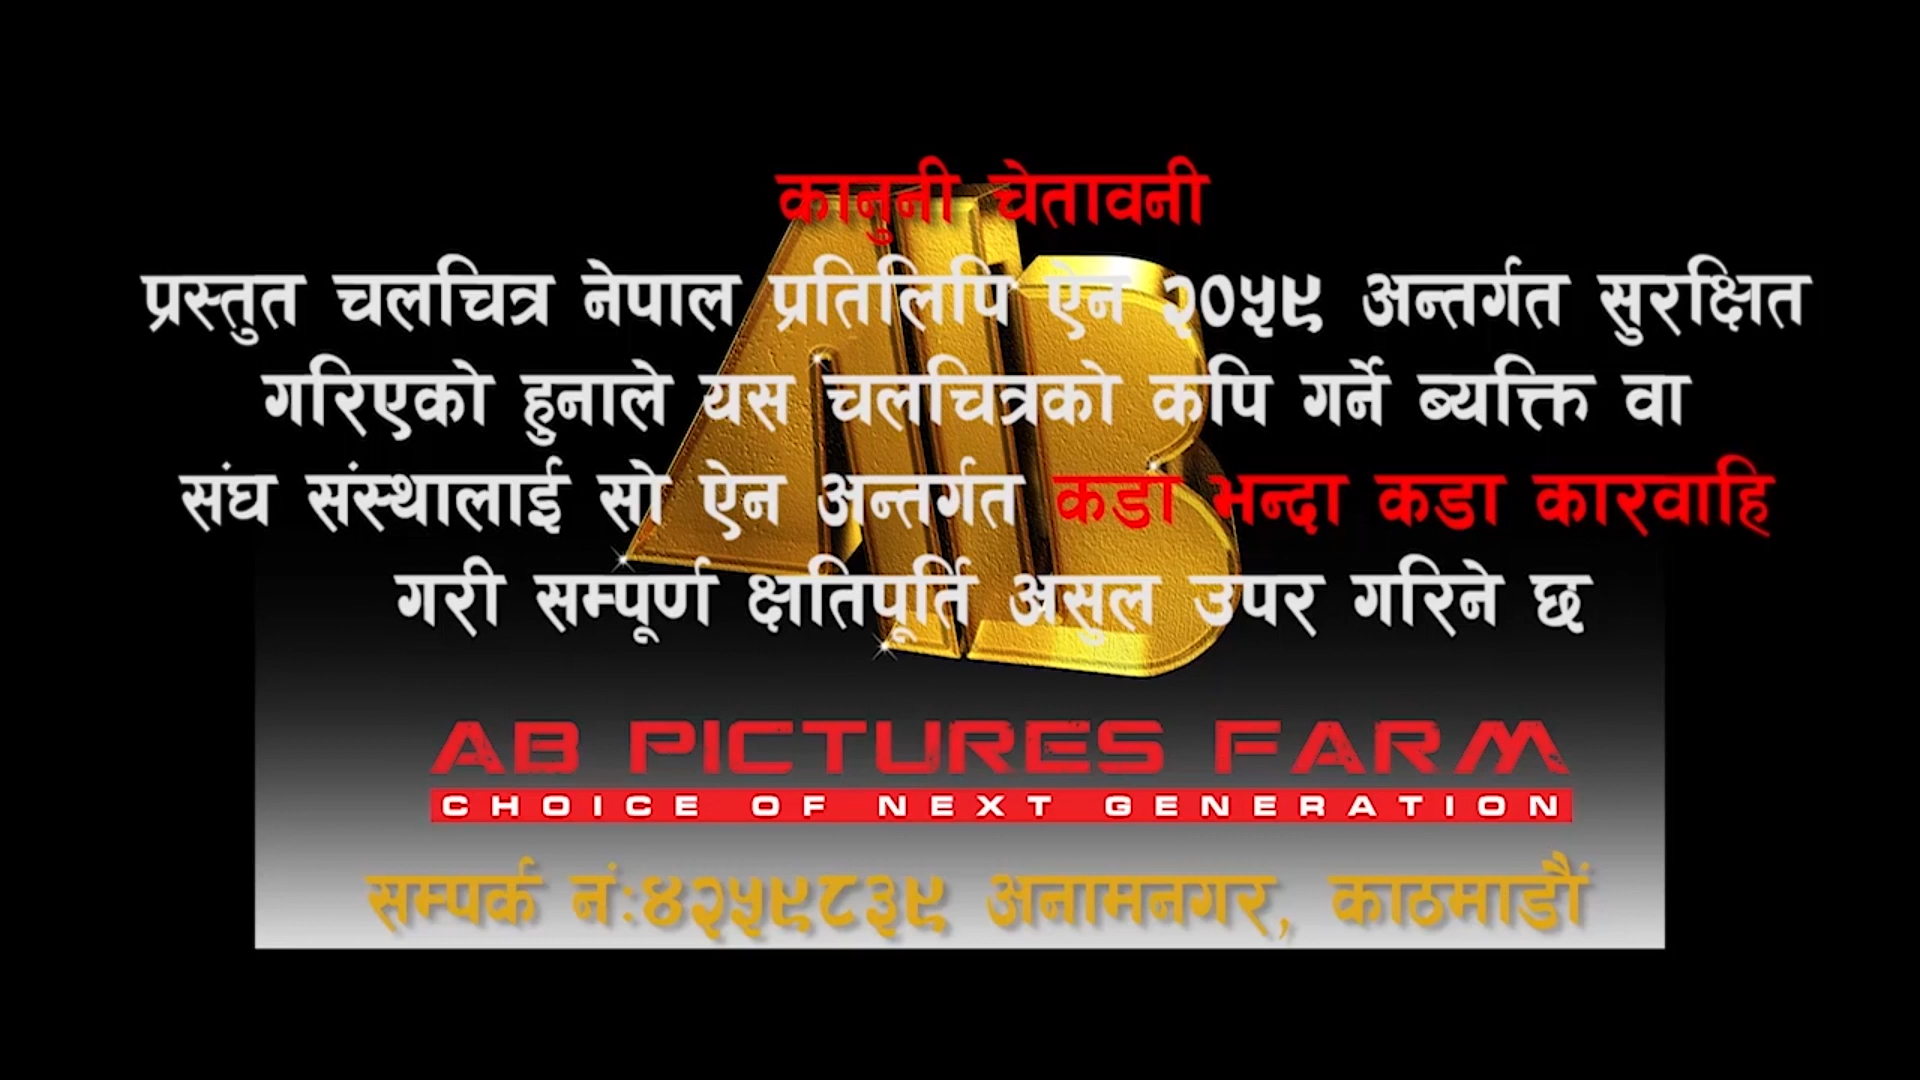 कानुनी चेतावनी
प्रस्तुत चलचित्र नेपाल प्रतिलिपि ऐन २०५९ अन्तर्गत सुरक्षित
गरिएको हुनाले यस चलचित्रको कपि गर्ने ब्यक्ति वा
संघ संस्थालाई सो ऐन अन्तर्गत कडा भन्दा कडा कारवाहि
गरी सम्पूर्ण क्षतिपूर्ति असुल उपर गरिने छ
AB
AB PICTURES FARM
CHOICE OF NEXT GENERATION
सम्पर्क नं:४२५९८३९ अनामनगर, काठमाडौं